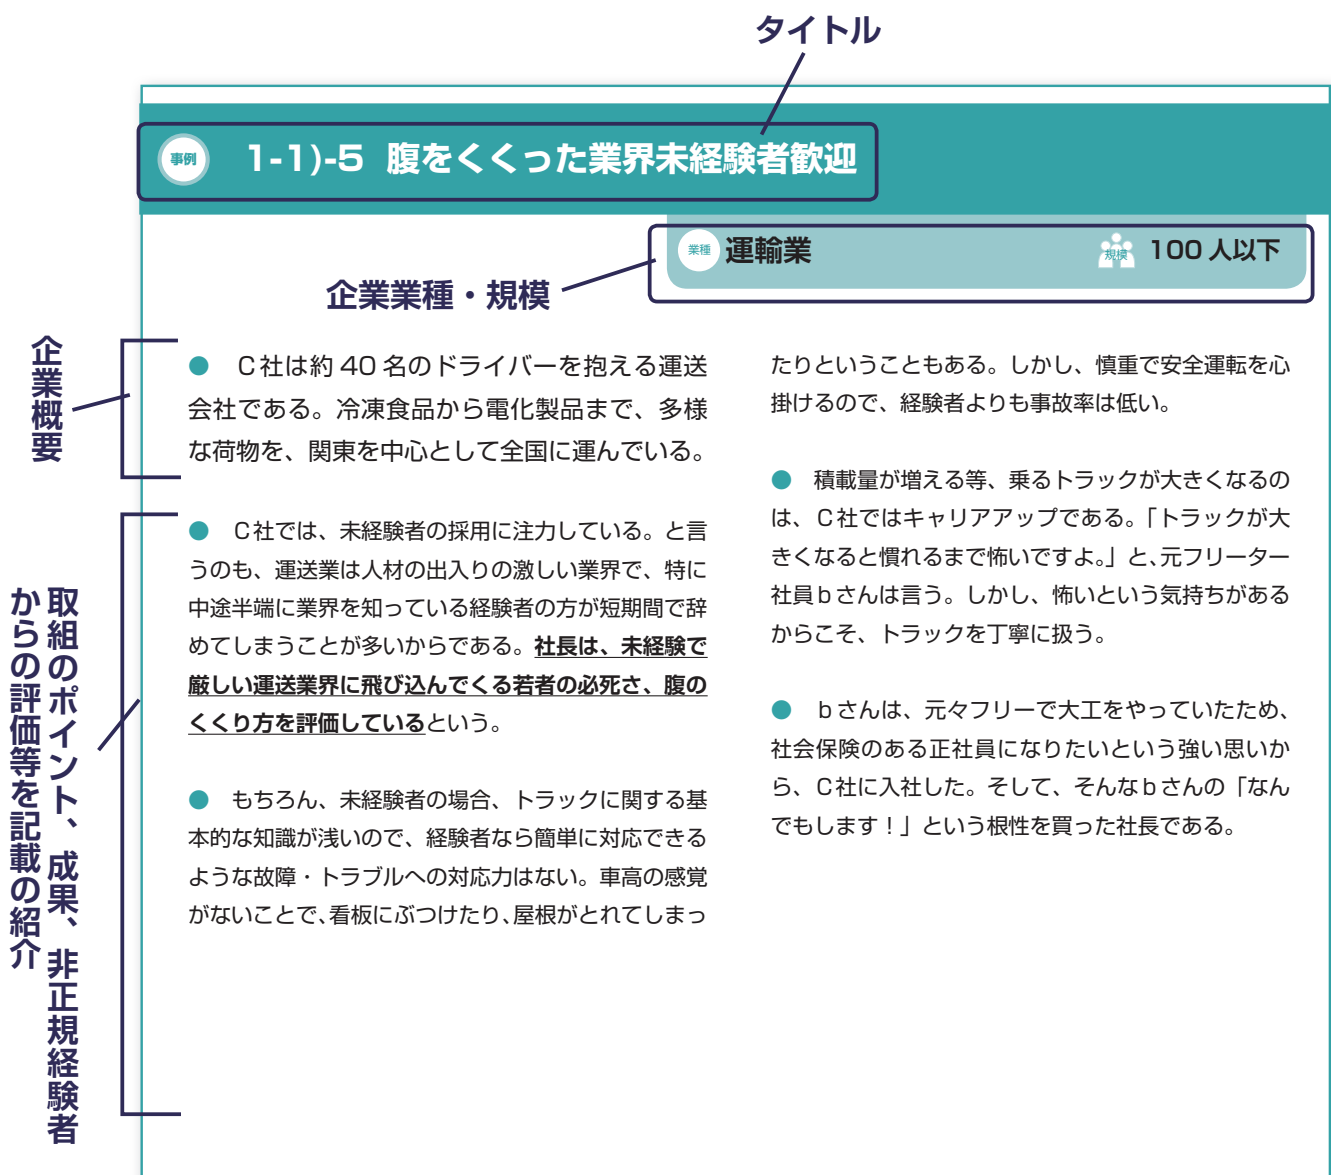 タイトル
事例 1-1)-5 腹をくくった業界未経験者歓迎
業種 運輸業 規模 100 人以下
企業業種・規模
企業概要
● C社は約 40 名のドライバーを抱える運送
会社である。冷凍食品から電化製品まで、多様
な荷物を、関東を中心として全国に運んでいる。
取組のポイント、成果、非正規経験者
からの評価等を記載の紹介
● C社では、未経験者の採用に注力している。と言
うのも、運送業は人材の出入りの激しい業界で、特に
中途半端に業界を知っている経験者の方が短期間で辞
めてしまうことが多いからである。社長は、未経験で
厳しい運送業界に飛び込んでくる若者の必死さ、腹の
くくり方を評価しているという。
● もちろん、未経験者の場合、トラックに関する基
本的な知識が浅いので、経験者なら簡単に対応できる
ような故障・トラブルへの対応力はない。車高の感覚
がないことで、看板にぶつけたり、屋根がとれてしまっ
たりということもある。しかし、慎重で安全運転を心
掛けるので、経験者よりも事故率は低い。
● 積載量が増える等、乗るトラックが大きくなるの
は、C社ではキャリアアップである。「トラックが大
きくなると慣れるまで怖いですよ。」と、元フリーター
社員bさんは言う。しかし、怖いという気持ちがある
からこそ、トラックを丁寧に扱う。
● bさんは、元々フリーで大工をやっていたため、
社会保険のある正社員になりたいという強い思いか
ら、C社に入社した。そして、そんなbさんの「なん
でもします！」という根性を買った社長である。